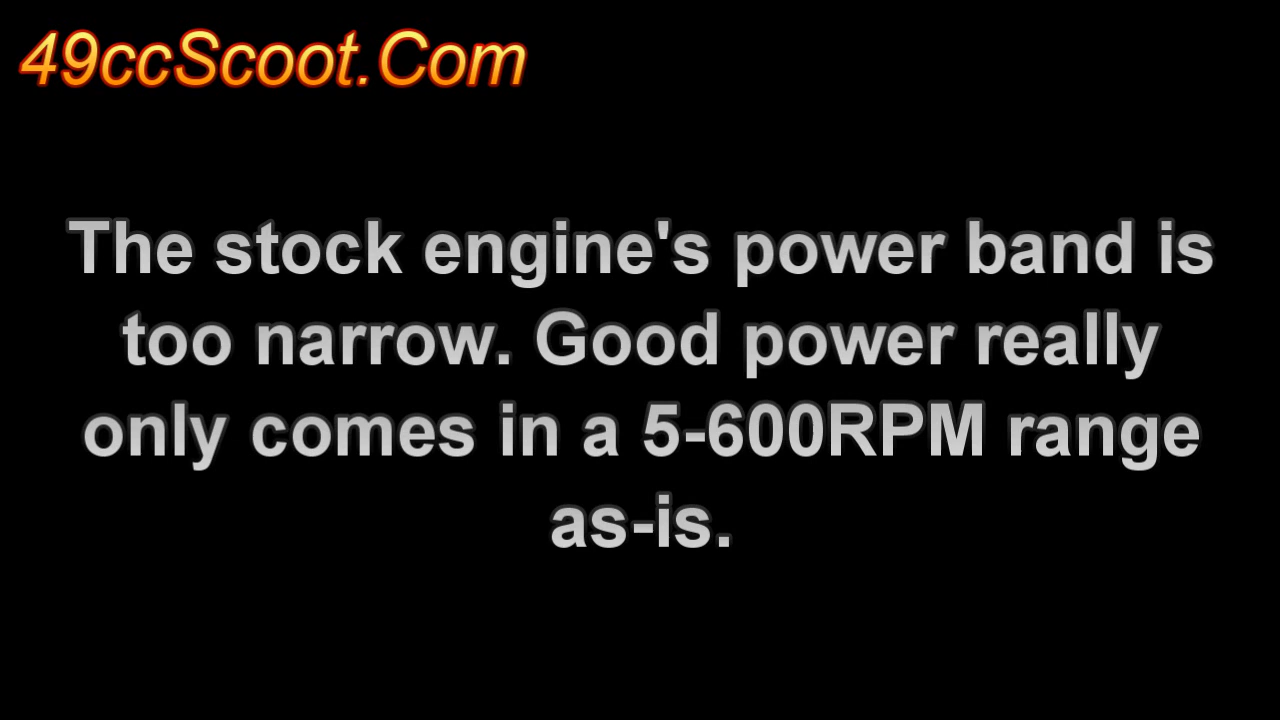 49ccScoot.Com
The stock engine's power band is
too narrow. Good power really
only comes in a 5-600RPM range
as-is.